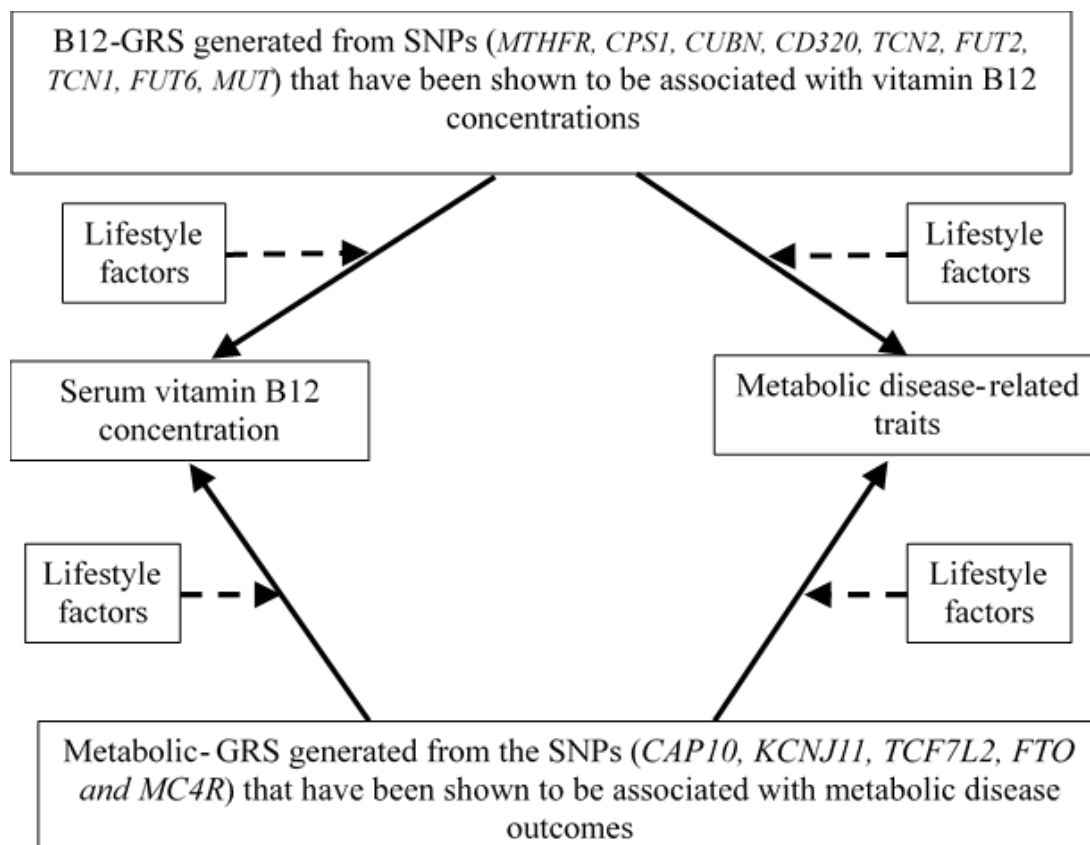 B12-GRS generated from SNPs (MTHFR, CPS1, CUBN, CD320, TCN2, FUT2,
TCN1, FUT6, MUT) that have been shown to be associated with vitamin B12
concentrations
Lifestyle
factors
Lifestyle
factors
Serum vitamin B12
concentration
Metabolic disease-related
traits
Lifestyle
factors
Lifestyle
factors
Metabolic-GRS generated from the SNPs (CAP10, KCNJ11, TCF7L2, FTO
and MC4R) that have been shown to be associated with metabolic disease
outcomes